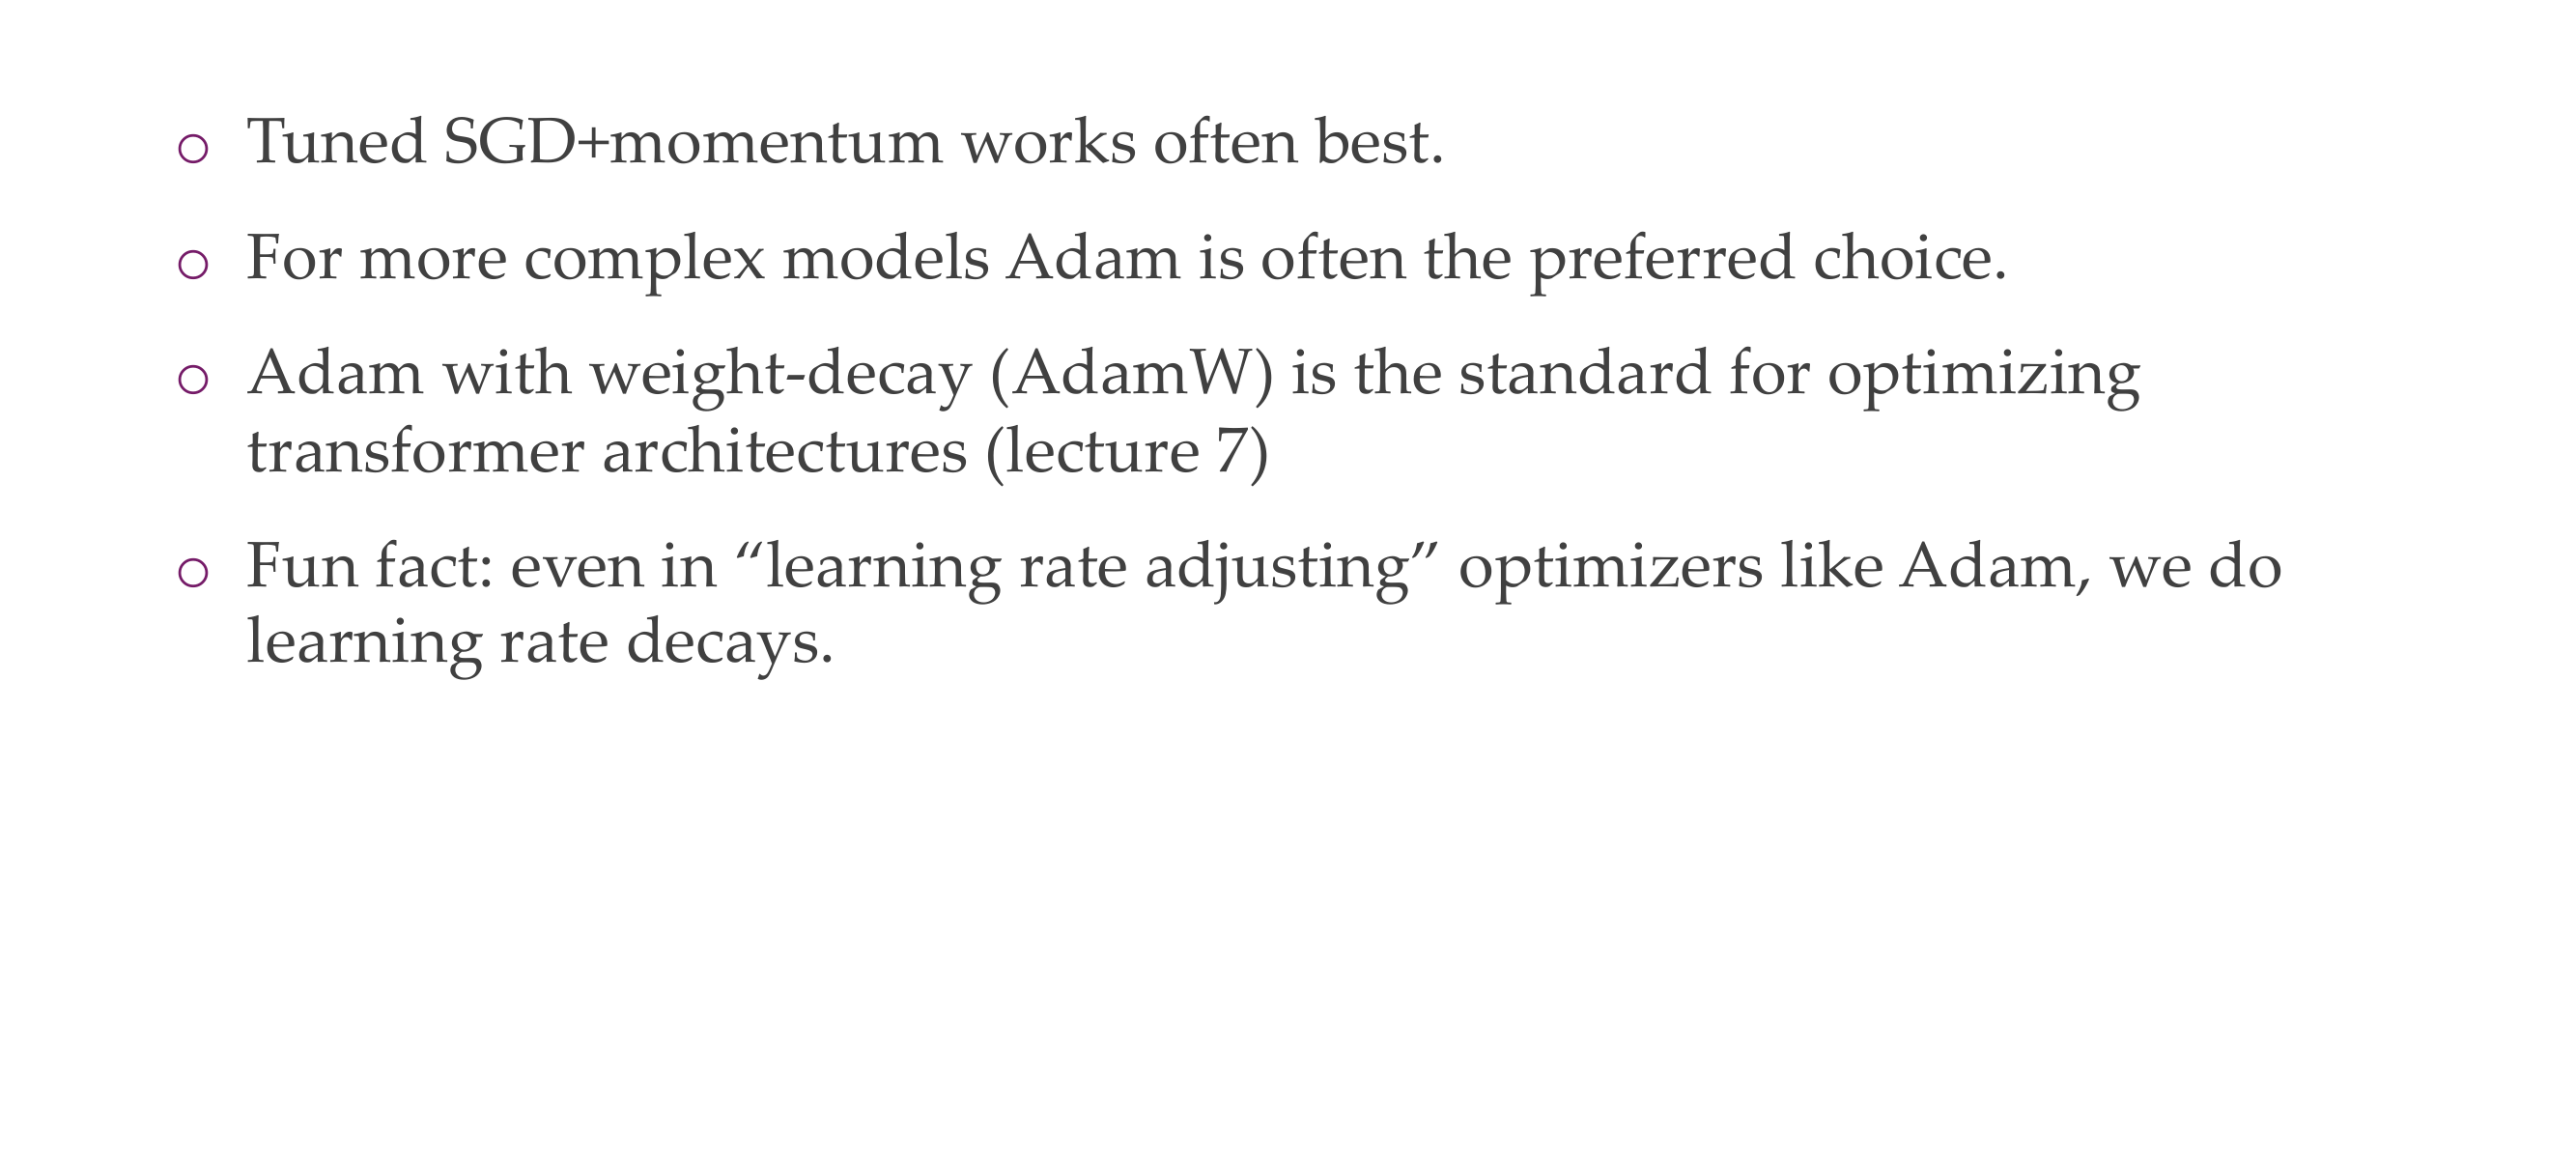 Tuned SGD+momentum works often best.
For more complex models Adam is often the preferred choice.
Adam with weight-decay (AdamW) is the standard for optimizing
transformer architectures (lecture 7)
Fun fact: even in “learning rate adjusting” optimizers like Adam, we do
learning rate decays.